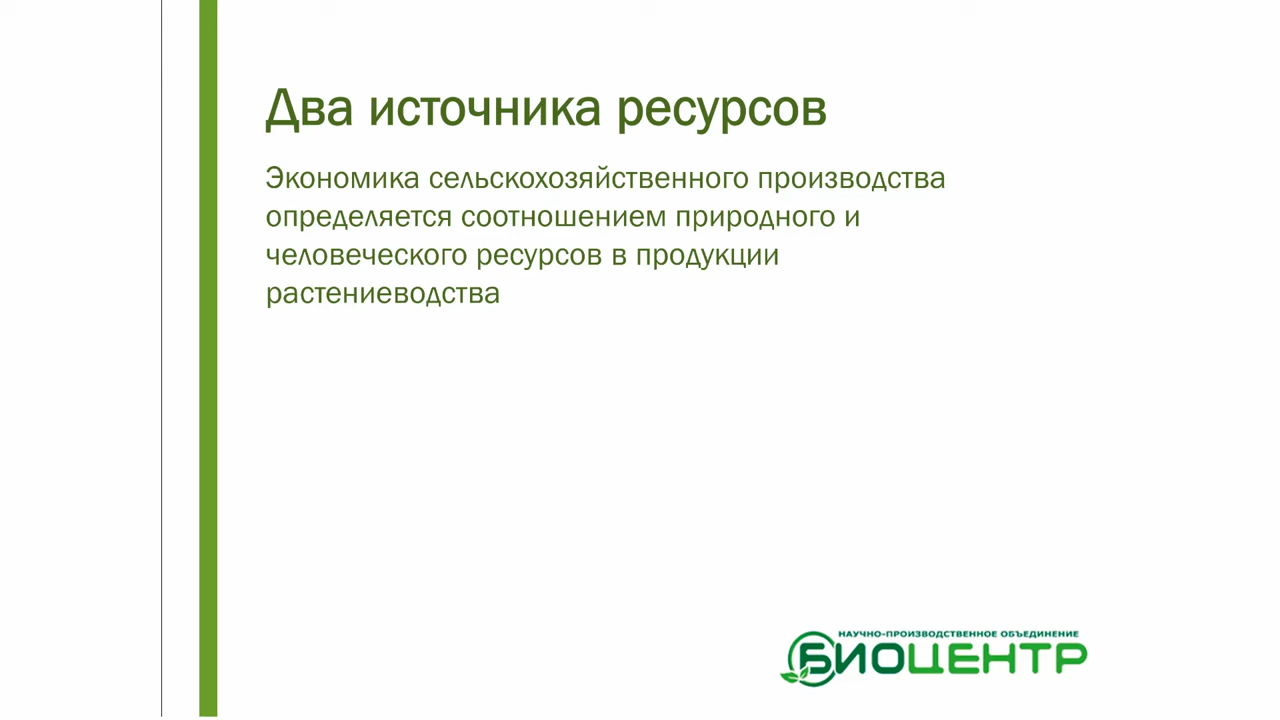 Два источника ресурсов
Экономика сельскохозяйственного производства
определяется соотношением природного и
человеческого ресурсов в продукции
растениеводства
НАУЧНО-ПРОИЗВОДСТВЕННОЕ ОБЪЕДИНЕНИЕ
БИОЦЕНТР